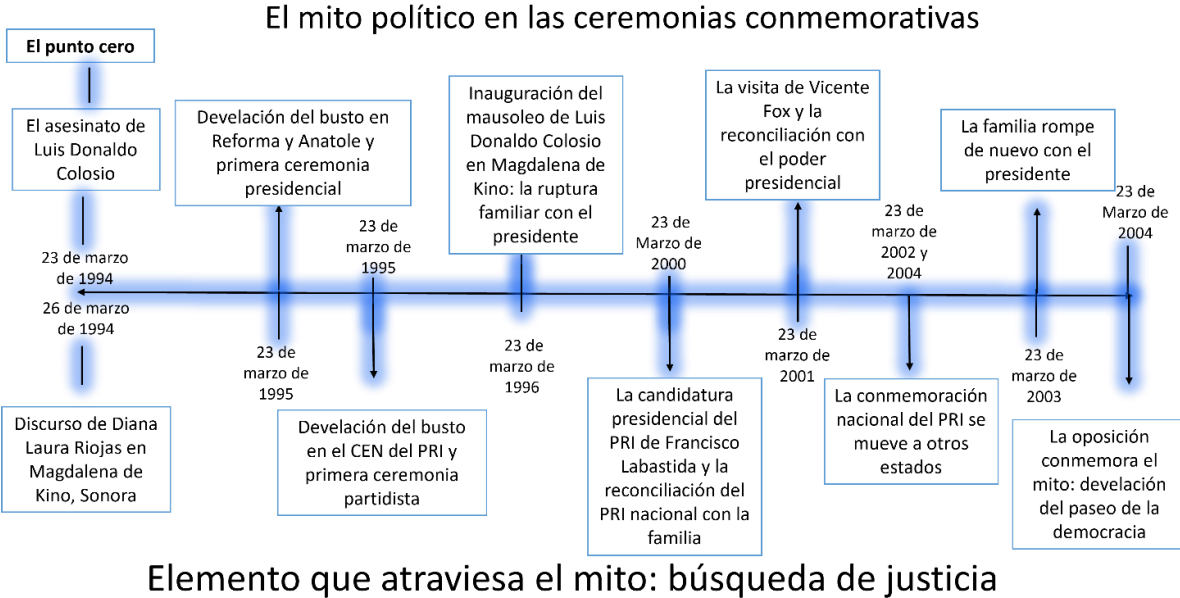 El mito político en las ceremonias conmemorativas
El punto cero
El asesinato de
Luis Donaldo
Colosio
23 de marzo
de 1994
26 de marzo
de 1994
Discurso de Diana
Laura Riojas en
Magdalena de
Kino, Sonora
Develación del busto en
Reforma y Anatole y
primera ceremonia
presidencial
23 de
marzo de
1995
23 de
marzo de
1995
Develación del busto
en el CEN del PRI y
primera ceremonia
partidista
Inauguración del
mausoleo de Luis
Donaldo Colosio
en Magdalena de
Kino: la ruptura
familiar con el
presidente
23 de
marzo de
1996
23 de
Marzo de
2000
La candidatura
presidencial del
PRI de Francisco
Labastida y la
reconciliación del
PRI nacional con la
familia
La visita de Vicente
Fox y la
reconciliación con
el poder
presidencial
23 de
marzo de
2001
23 de
marzo de
2002 y
2004
La conmemoración
nacional del PRI se
mueve a otros
estados
La familia rompe
de nuevo con el
presidente
23 de
marzo de
2003
23 de
Marzo de
2004
La oposición
conmemora el
mito: develación
del paseo de la
democracia
Elemento que atraviesa el mito: búsqueda de justicia